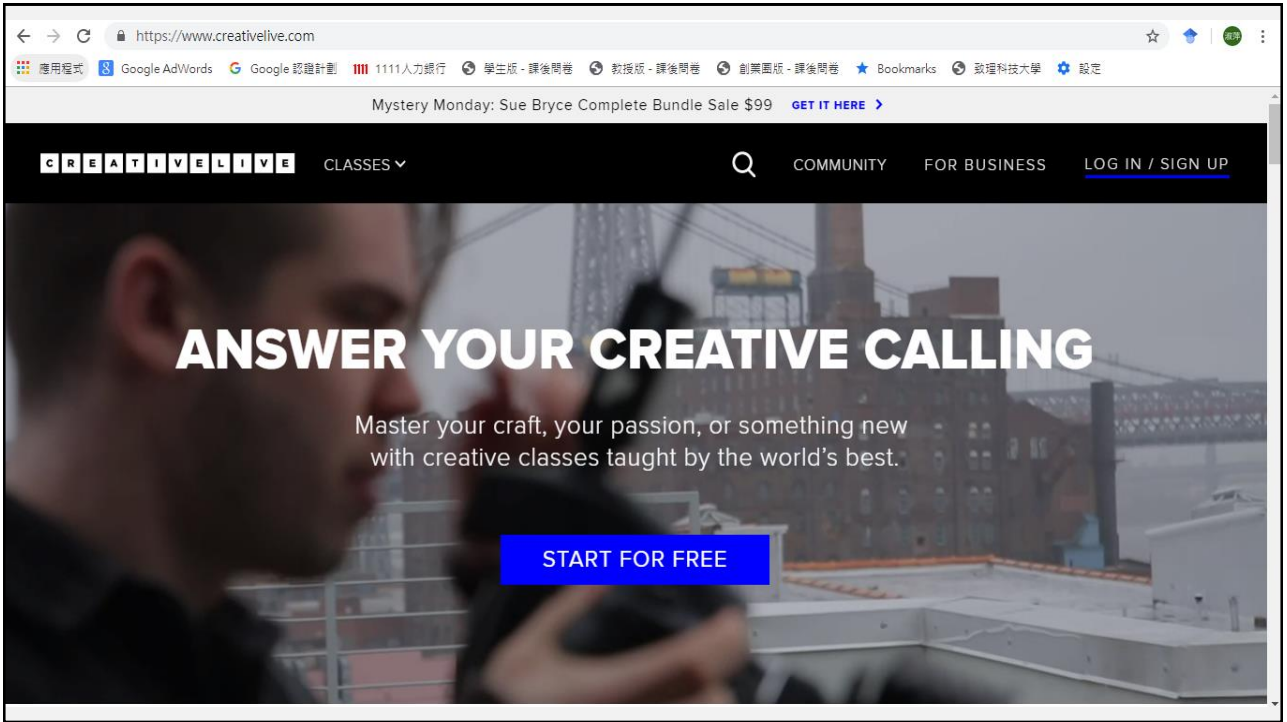 https://www.creativelive.com
應用程式 Google AdWords Google 認證計劃 1111 1111人力銀行 學生版 - 課後問卷 教授版 - 課後問卷 創業團版 - 課後問卷 Bookmarks 致理科技大學 設定
Mystery Monday: Sue Bryce Complete Bundle Sale $99 GET IT HERE >
CREATIVELIVE CLASSES COMMUNITY FOR BUSINESS LOG IN / SIGN UP
ANSWER YOUR CREATIVE CALLING
Master your craft, your passion, or something new
with creative classes taught by the world's best.
START FOR FREE